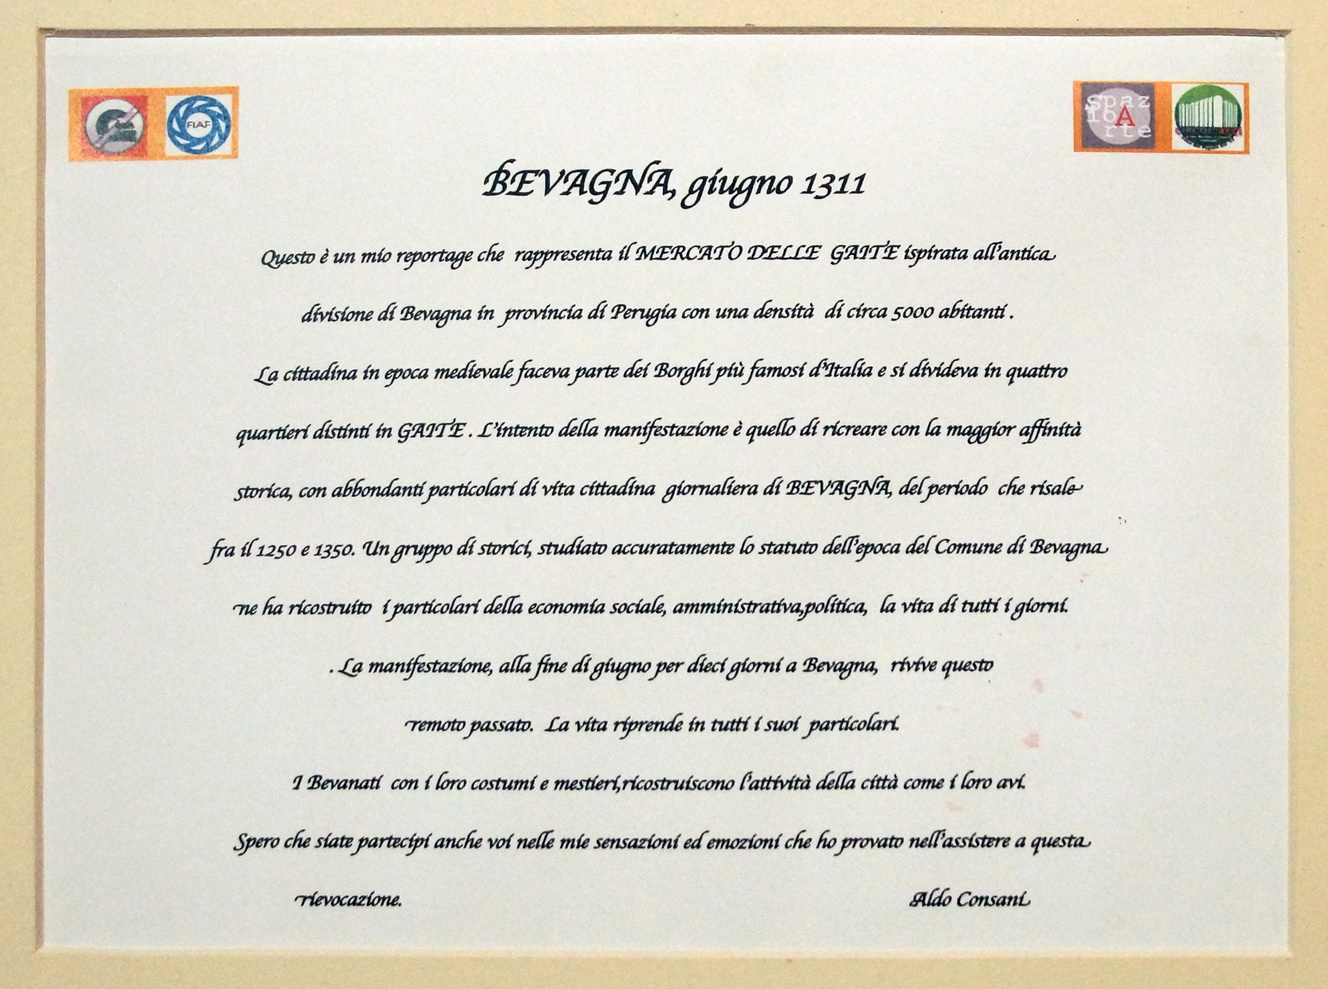 FIAF
Spaz
ioA
rte
BEVAGNA, giugno 1311
Questo è un mio reportage che rappresenta il MERCATO DELLE GAITE ispirata all'antica
divisione di Bevagna in provincia di Perugia con una densità di circa 5000 abitanti .
La cittadina in epoca medievale faceva parte dei Borghi più famosi d'Italia e si divideva in quattro
quartieri distinti in GAITE . L'intento della manifestazione è quello di ricreare con la maggior affinità
storica, con abbondanti particolari di vita cittadina giornaliera di BEVAGNA, del periodo che risale
fra il 1250 e 1350. Un gruppo di storici, studiato accuratamente lo statuto dell'epoca del Comune di Bevagna
ne ha ricostruito i particolari della economia sociale, amministrativa,politica, la vita di tutti i giorni.
. La manifestazione, alla fine di giugno per dieci giorni a Bevagna, rivive questo
remoto passato. La vita riprende in tutti i suoi particolari.
I Bevanati con i loro costumi e mestieri,ricostruiscono l'attività della città come i loro avi.
Spero che siate partecipi anche voi nelle mie sensazioni ed emozioni che ho provato nell'assistere a questa
rievocazione. Aldo Consani